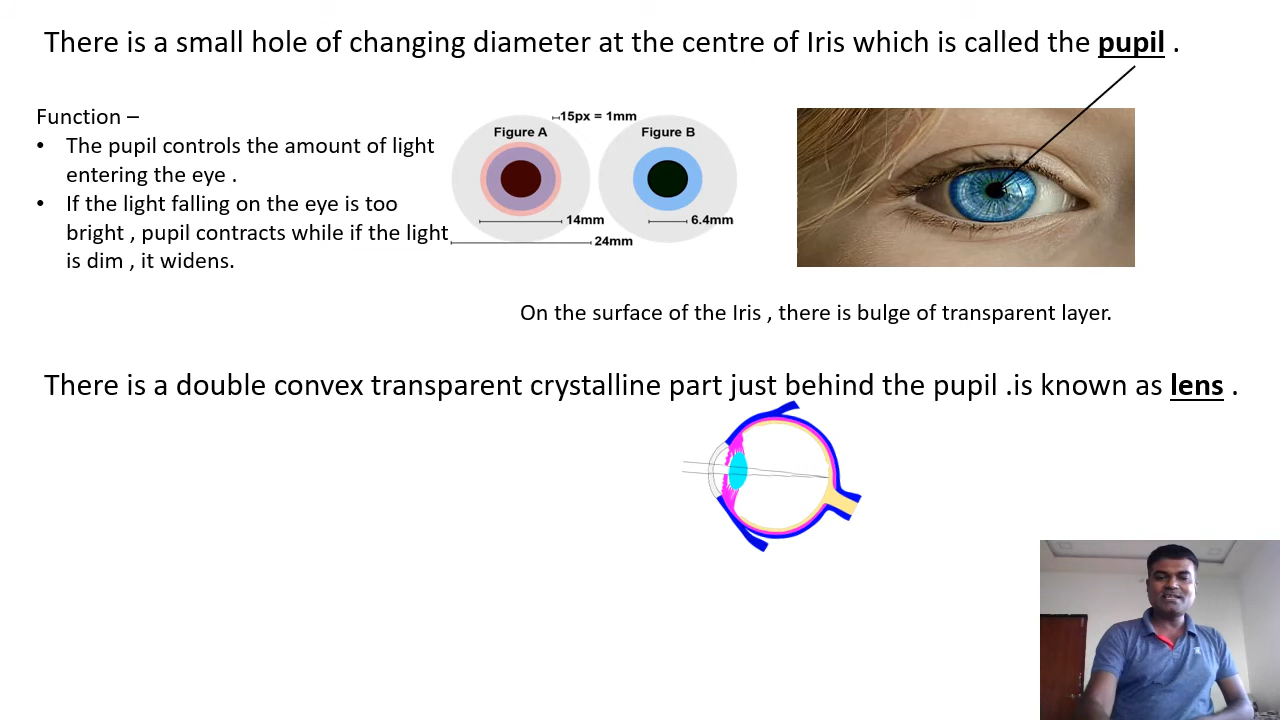 There is a small hole of changing diameter at the centre of Iris which is called the pupil .
Function –
• The pupil controls the amount of light
entering the eye .
• If the light falling on the eye is too
bright , pupil contracts while if the light
is dim , it widens.
15px = 1mm
Figure A
Figure B
14mm
6.4mm
24mm
On the surface of the Iris , there is bulge of transparent layer.
There is a double convex transparent crystalline part just behind the pupil .is known as lens .